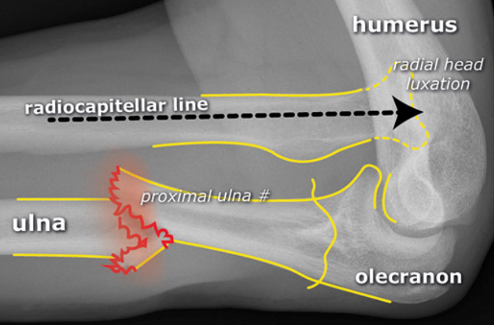 humerus
radial head
luxation
radiocapitellar line
proximal ulna #
ulna
olecranon